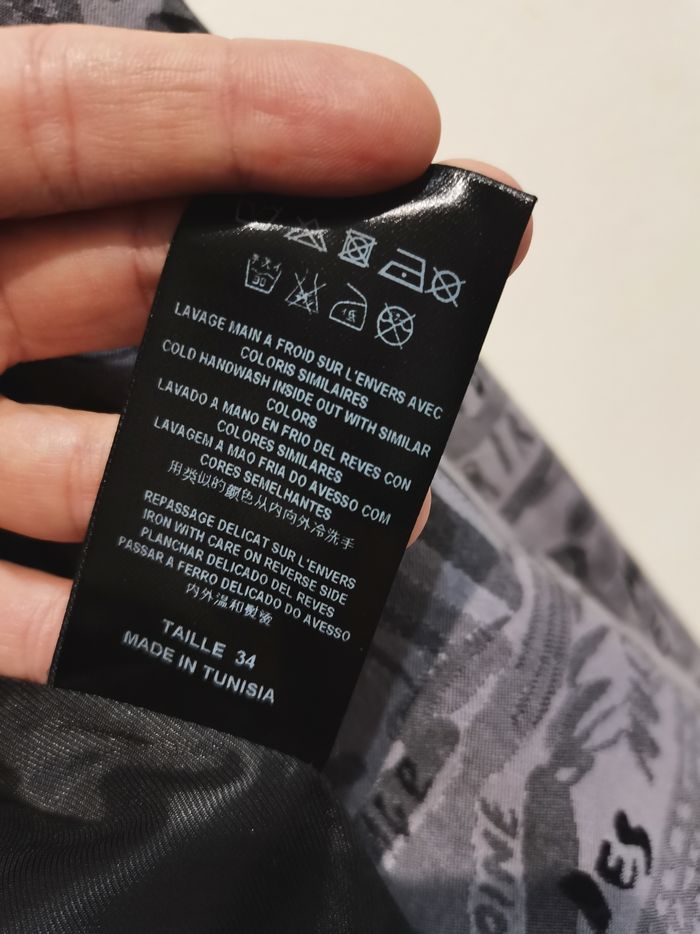 30
LAVAGE MAIN A FROID SUR L'ENVERS AVEC
COLORIS SIMILAIRES
COLD HANDWASH INSIDE OUT WITH SIMILAR
COLORS
LAVADO A MANO EN FRIO DEL REVES CON
COLORES SIMILARES
LAVAGEM A MAO FRIA DO AVESSO COM
CORES SEMELHANTES
用类似的颜色从内向外冷洗手
REPASSAGE DELICAT SUR L'ENVERS
IRON WITH CARE ON REVERSE SIDE
PLANCHAR DELICADO DEL REVES
PASSAR A FERRO DELICADO DO AVESSO
内外温和熨烫
TAILLE 34
MADE IN TUNISIA
OINE
DES